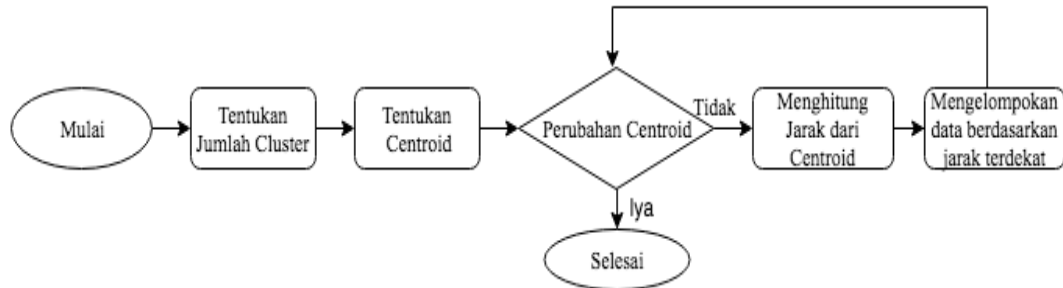 Mulai
Tentukan
Jumlah Cluster
Tentukan
Centroid
Perubahan Centroid
Tidak
Menghitung
Jarak dari
Centroid
Mengelompokan
data berdasarkan
jarak terdekat
Iya
Selesai